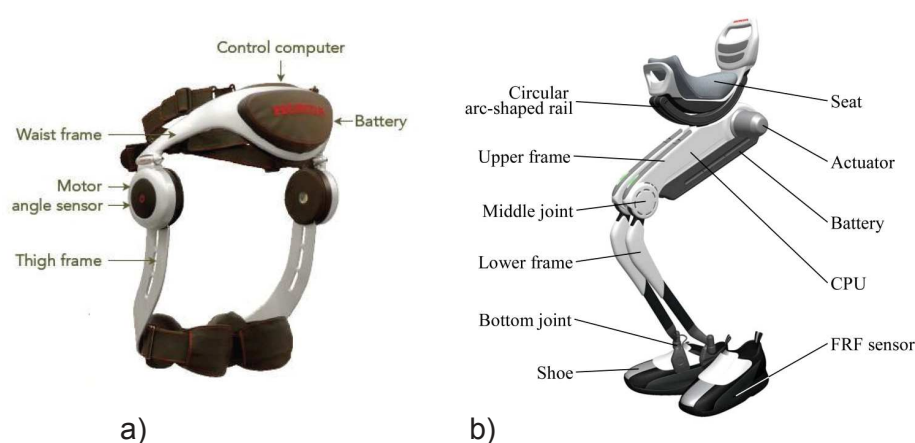 Control computer
Waist frame
Battery
Motor
angle sensor
Thigh frame
a)
Circular
arc-shaped rail
Seat
Upper frame
Actuator
Middle joint
Battery
Lower frame
CPU
Bottom joint
FRF sensor
Shoe
b)